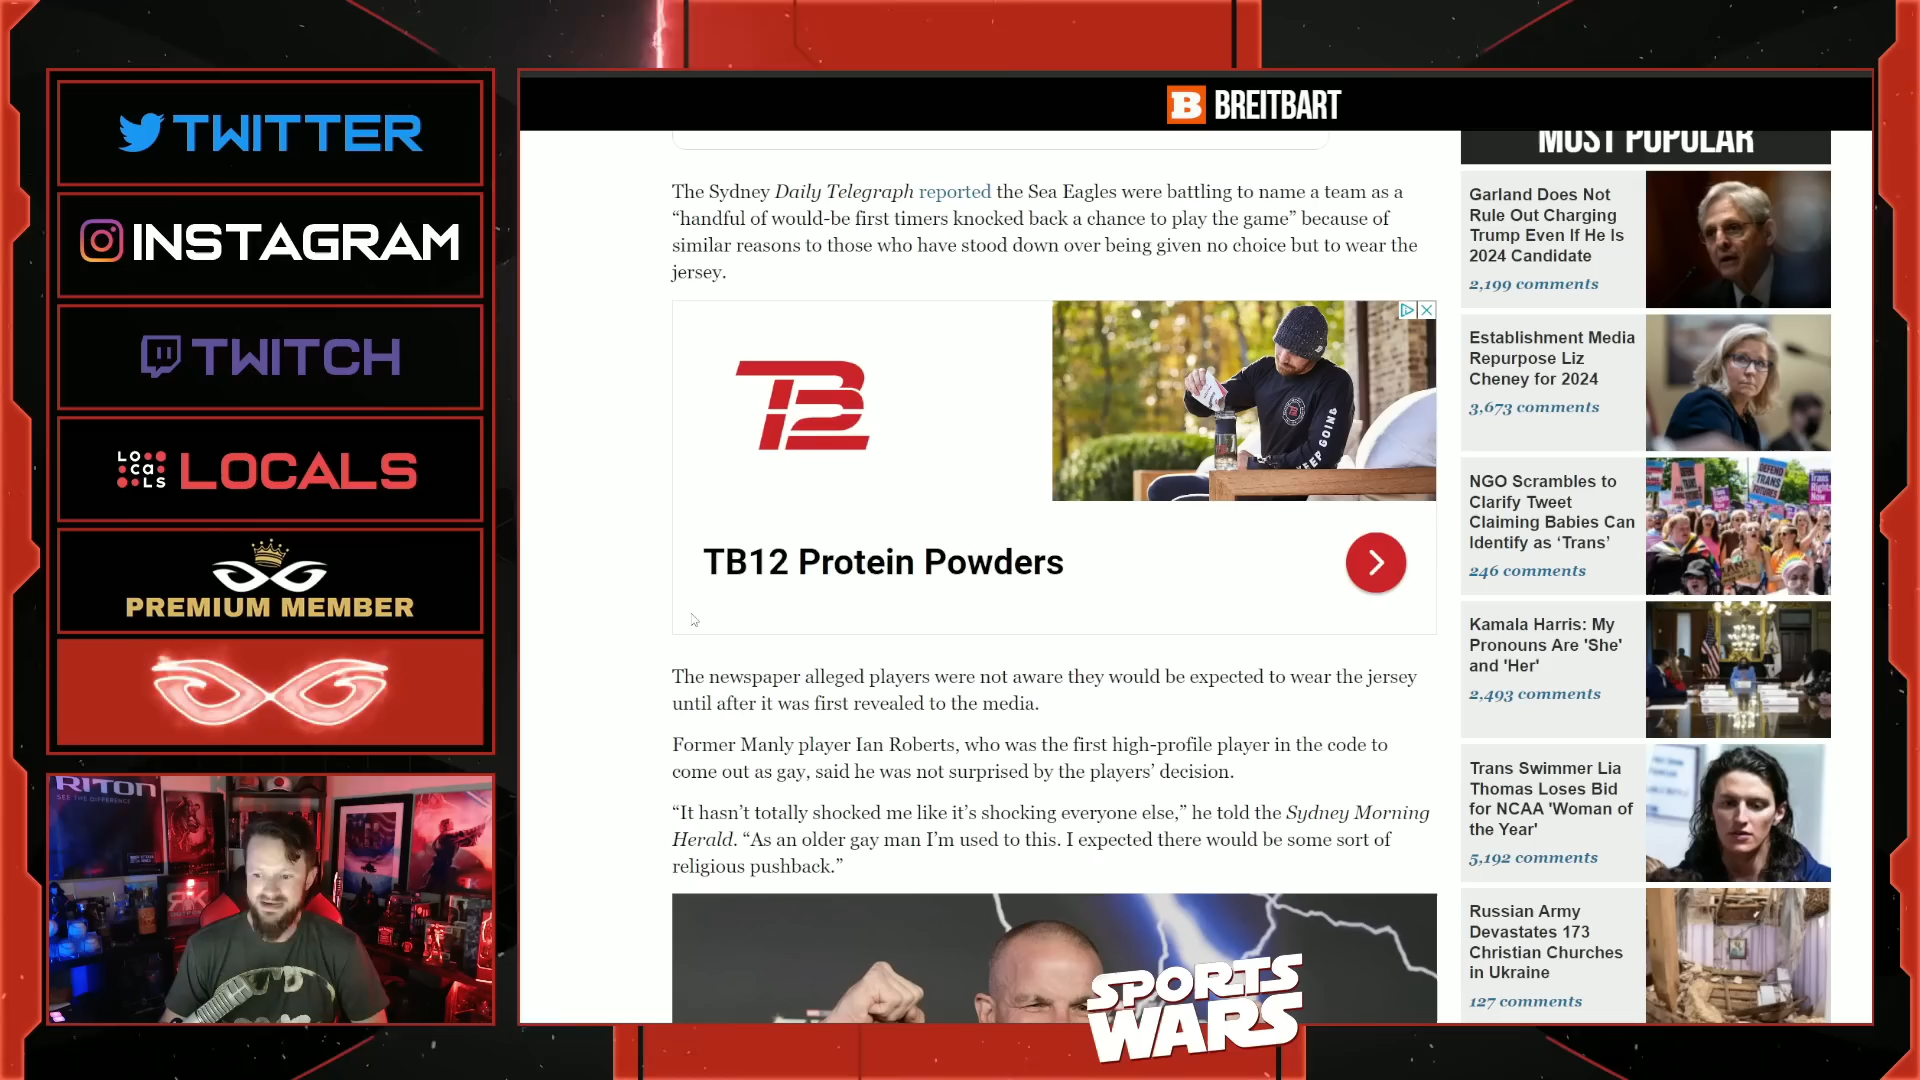 TWITTER
INSTAGRAM
TWITCH
LOCALS
LOCALS
PREMIUM MEMBER
RITON
SEE THE DIFFERENCE
B BREITBART
The Sydney Daily Telegraph reported the Sea Eagles were battling to name a team as a
“handful of would-be first timers knocked back a chance to play the game” because of
similar reasons to those who have stood down over being given no choice but to wear the
jersey.
TB12
KEEP GOING
TB12 Protein Powders
The newspaper alleged players were not aware they would be expected to wear the jersey
until after it was first revealed to the media.
Former Manly player Ian Roberts, who was the first high-profile player in the code to
come out as gay, said he was not surprised by the players’ decision.
“It hasn’t totally shocked me like it’s shocking everyone else,” he told the Sydney Morning
Herald. “As an older gay man I’m used to this. I expected there would be some sort of
religious pushback.”
SPORTS
WARS
MOST POPULAR
Garland Does Not
Rule Out Charging
Trump Even If He Is
2024 Candidate
2,199 comments
Establishment Media
Repurpose Liz
Cheney for 2024
3,673 comments
NGO Scrambles to
Clarify Tweet
Claiming Babies Can
Identify as ‘Trans’
246 comments
DEFEND
TRANS
FUTURES
Kamala Harris: My
Pronouns Are 'She'
and 'Her'
2,493 comments
Trans Swimmer Lia
Thomas Loses Bid
for NCAA 'Woman of
the Year'
5,192 comments
Russian Army
Devastates 173
Christian Churches
in Ukraine
127 comments